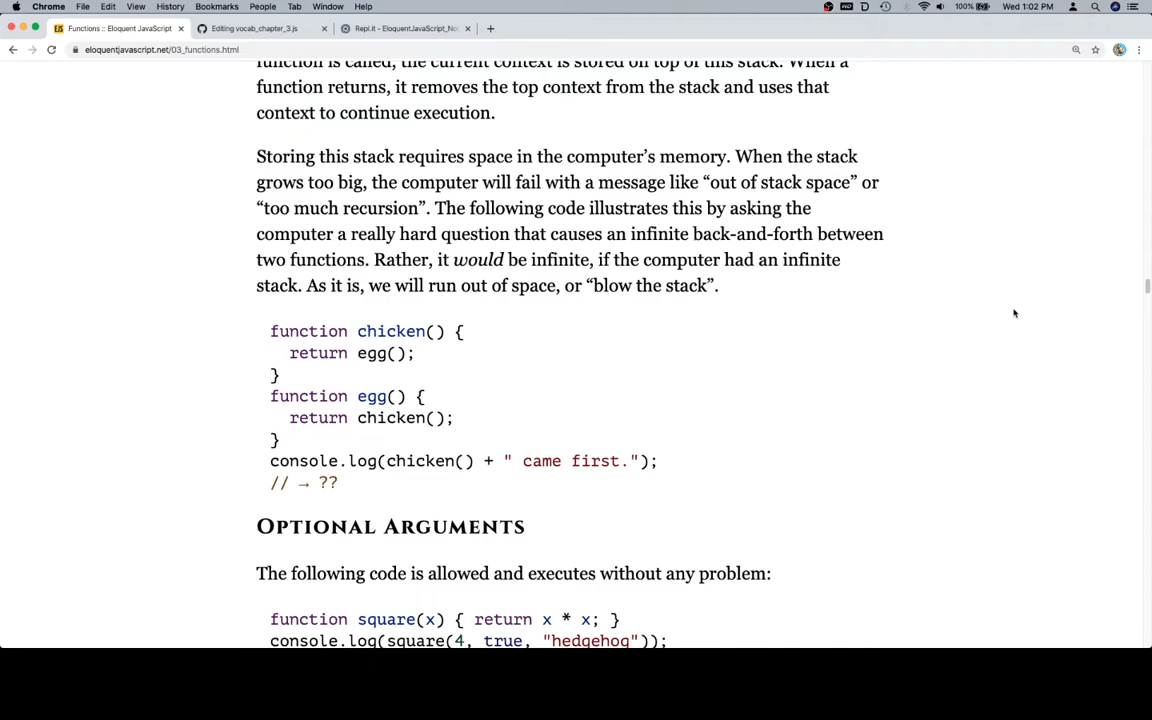 Chrome File Edit View History Bookmarks People Tab Window Help 100% Wed 1:02 PM
Functions :: Eloquent JavaScript Editing vocab_chapter_3.js Repl.it - EloquentJavaScript_No
eloquentjavascript.net/03_functions.html
function is called, the current context is stored on top of this stack. When a
function returns, it removes the top context from the stack and uses that
context to continue execution.
Storing this stack requires space in the computer’s memory. When the stack
grows too big, the computer will fail with a message like “out of stack space” or
“too much recursion”. The following code illustrates this by asking the
computer a really hard question that causes an infinite back-and-forth between
two functions. Rather, it would be infinite, if the computer had an infinite
stack. As it is, we will run out of space, or “blow the stack”.
function chicken() {
return egg();
}
function egg() {
return chicken();
}
console.log(chicken() + " came first.");
// → ??
OPTIONAL ARGUMENTS
The following code is allowed and executes without any problem:
function square(x) { return x * x; }
console.log(square(4, true, "hedgehog"));